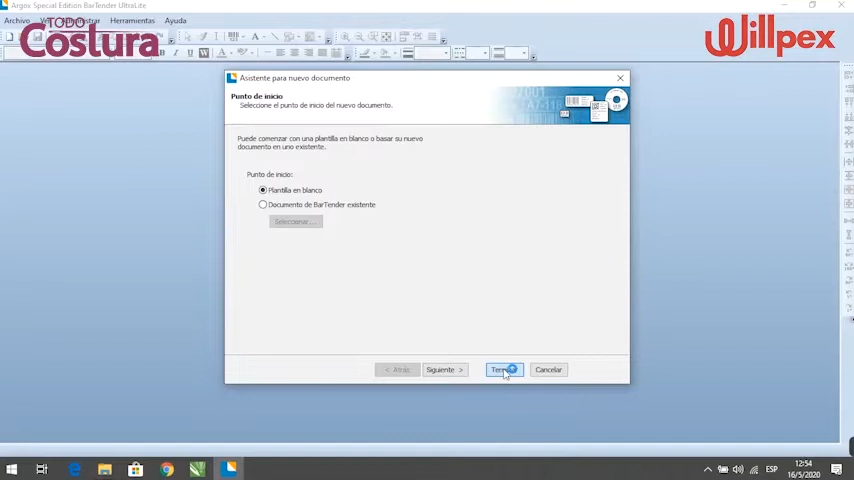 Argox Special Edition BarTender UltraLite
Archivo Administrar Herramientas Ayuda
TODO
Costura
Willpex
Asistente para nuevo documento
Punto de inicio
Seleccione el punto de inicio del nuevo documento.
Puede comenzar con una plantilla en blanco o basar su nuevo
documento en uno existente.
Punto de inicio:
Plantilla en blanco
Documento de BarTender existente
Seleccionar...
< Atrás Siguiente > Cancelar
12:54
ESP
16/5/2020